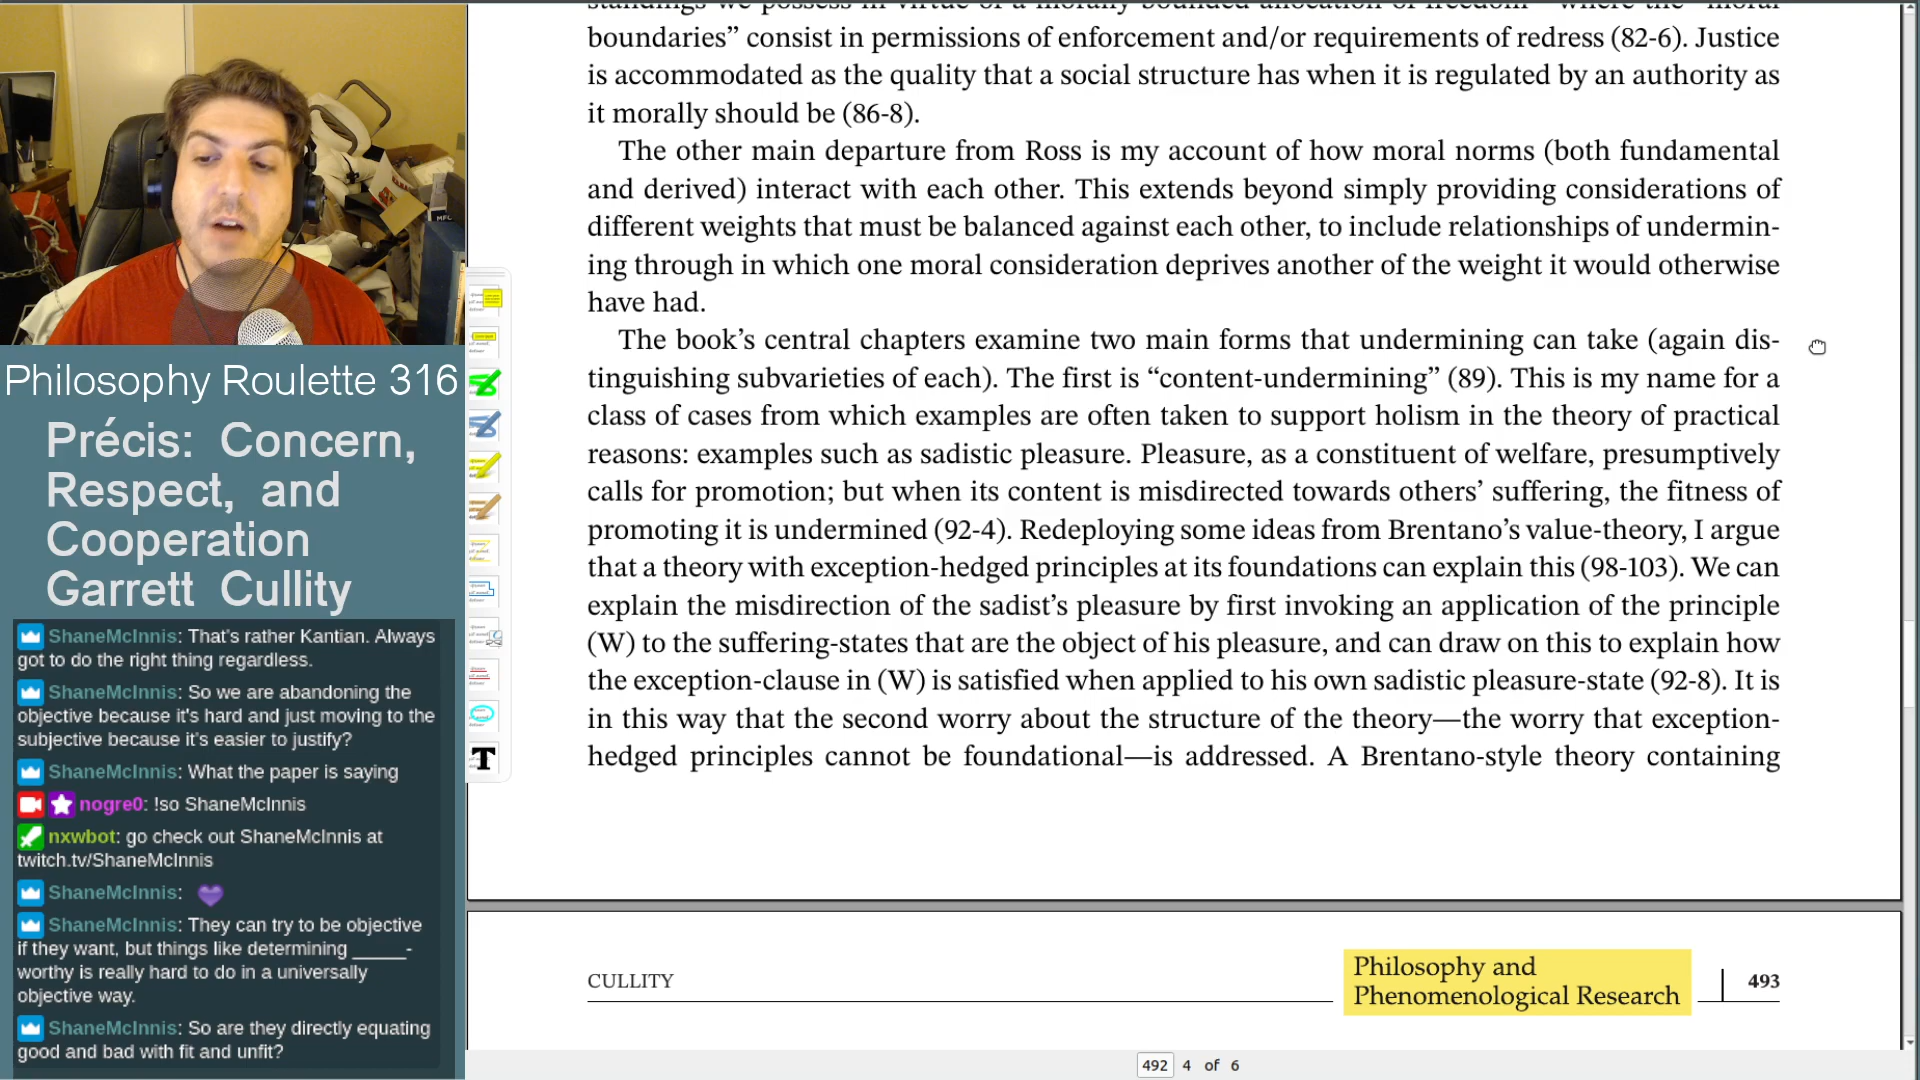 boundaries” consist in permissions of enforcement and/or requirements of redress (82-6). Justice
is accommodated as the quality that a social structure has when it is regulated by an authority as
it morally should be (86-8).
The other main departure from Ross is my account of how moral norms (both fundamental
and derived) interact with each other. This extends beyond simply providing considerations of
different weights that must be balanced against each other, to include relationships of undermin-
ing through in which one moral consideration deprives another of the weight it would otherwise
have had.
The book’s central chapters examine two main forms that undermining can take (again dis-
tinguishing subvarieties of each). The first is “content-undermining” (89). This is my name for a
class of cases from which examples are often taken to support holism in the theory of practical
reasons: examples such as sadistic pleasure. Pleasure, as a constituent of welfare, presumptively
calls for promotion; but when its content is misdirected towards others’ suffering, the fitness of
promoting it is undermined (92-4). Redeploying some ideas from Brentano’s value-theory, I argue
that a theory with exception-hedged principles at its foundations can explain this (98-103). We can
explain the misdirection of the sadist’s pleasure by first invoking an application of the principle
(W) to the suffering-states that are the object of his pleasure, and can draw on this to explain how
the exception-clause in (W) is satisfied when applied to his own sadistic pleasure-state (92-8). It is
in this way that the second worry about the structure of the theory—the worry that exception-
hedged principles cannot be foundational—is addressed. A Brentano-style theory containing
CULLITY
Philosophy and
Phenomenological Research
493
492 4 of 6
T
Philosophy Roulette 316
Précis: Concern,
Respect, and
Cooperation
Garrett Cullity
ShaneMcInnis: That's rather Kantian. Always
got to do the right thing regardless.
ShaneMcInnis: So we are abandoning the
objective because it's hard and just moving to the
subjective because it's easier to justify?
ShaneMcInnis: What the paper is saying
nogre0: !so ShaneMcInnis
nxwbot: go check out ShaneMcInnis at
twitch.tv/ShaneMcInnis
ShaneMcInnis:
ShaneMcInnis: They can try to be objective
if they want, but things like determining _____-
worthy is really hard to do in a universally
objective way.
ShaneMcInnis: So are they directly equating
good and bad with fit and unfit?